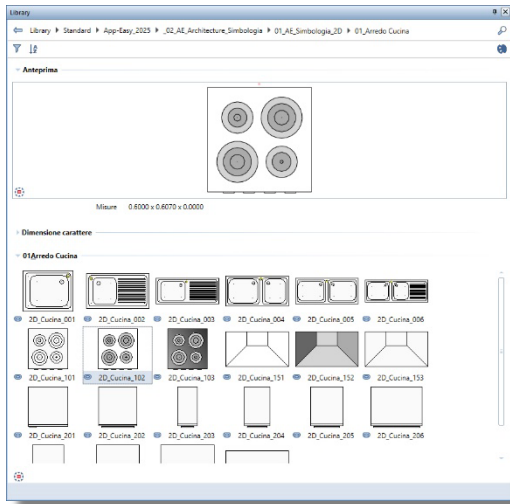 Library
Library Standard App-Easy_2025 _02_AE_Architecture_Simbologia 01_AE_Simbologia_2D 01_Arredo Cucina
Anteprima
Misure 0.6000 x 0.6070 x 0.0000
Dimensione carattere
01Arredo Cucina
2D_Cucina_001 2D_Cucina_002 2D_Cucina_003 2D_Cucina_004 2D_Cucina_005 2D_Cucina_006
2D_Cucina_101 2D_Cucina_102 2D_Cucina_103 2D_Cucina_151 2D_Cucina_152 2D_Cucina_153
2D_Cucina_201 2D_Cucina_202 2D_Cucina_203 2D_Cucina_204 2D_Cucina_205 2D_Cucina_206